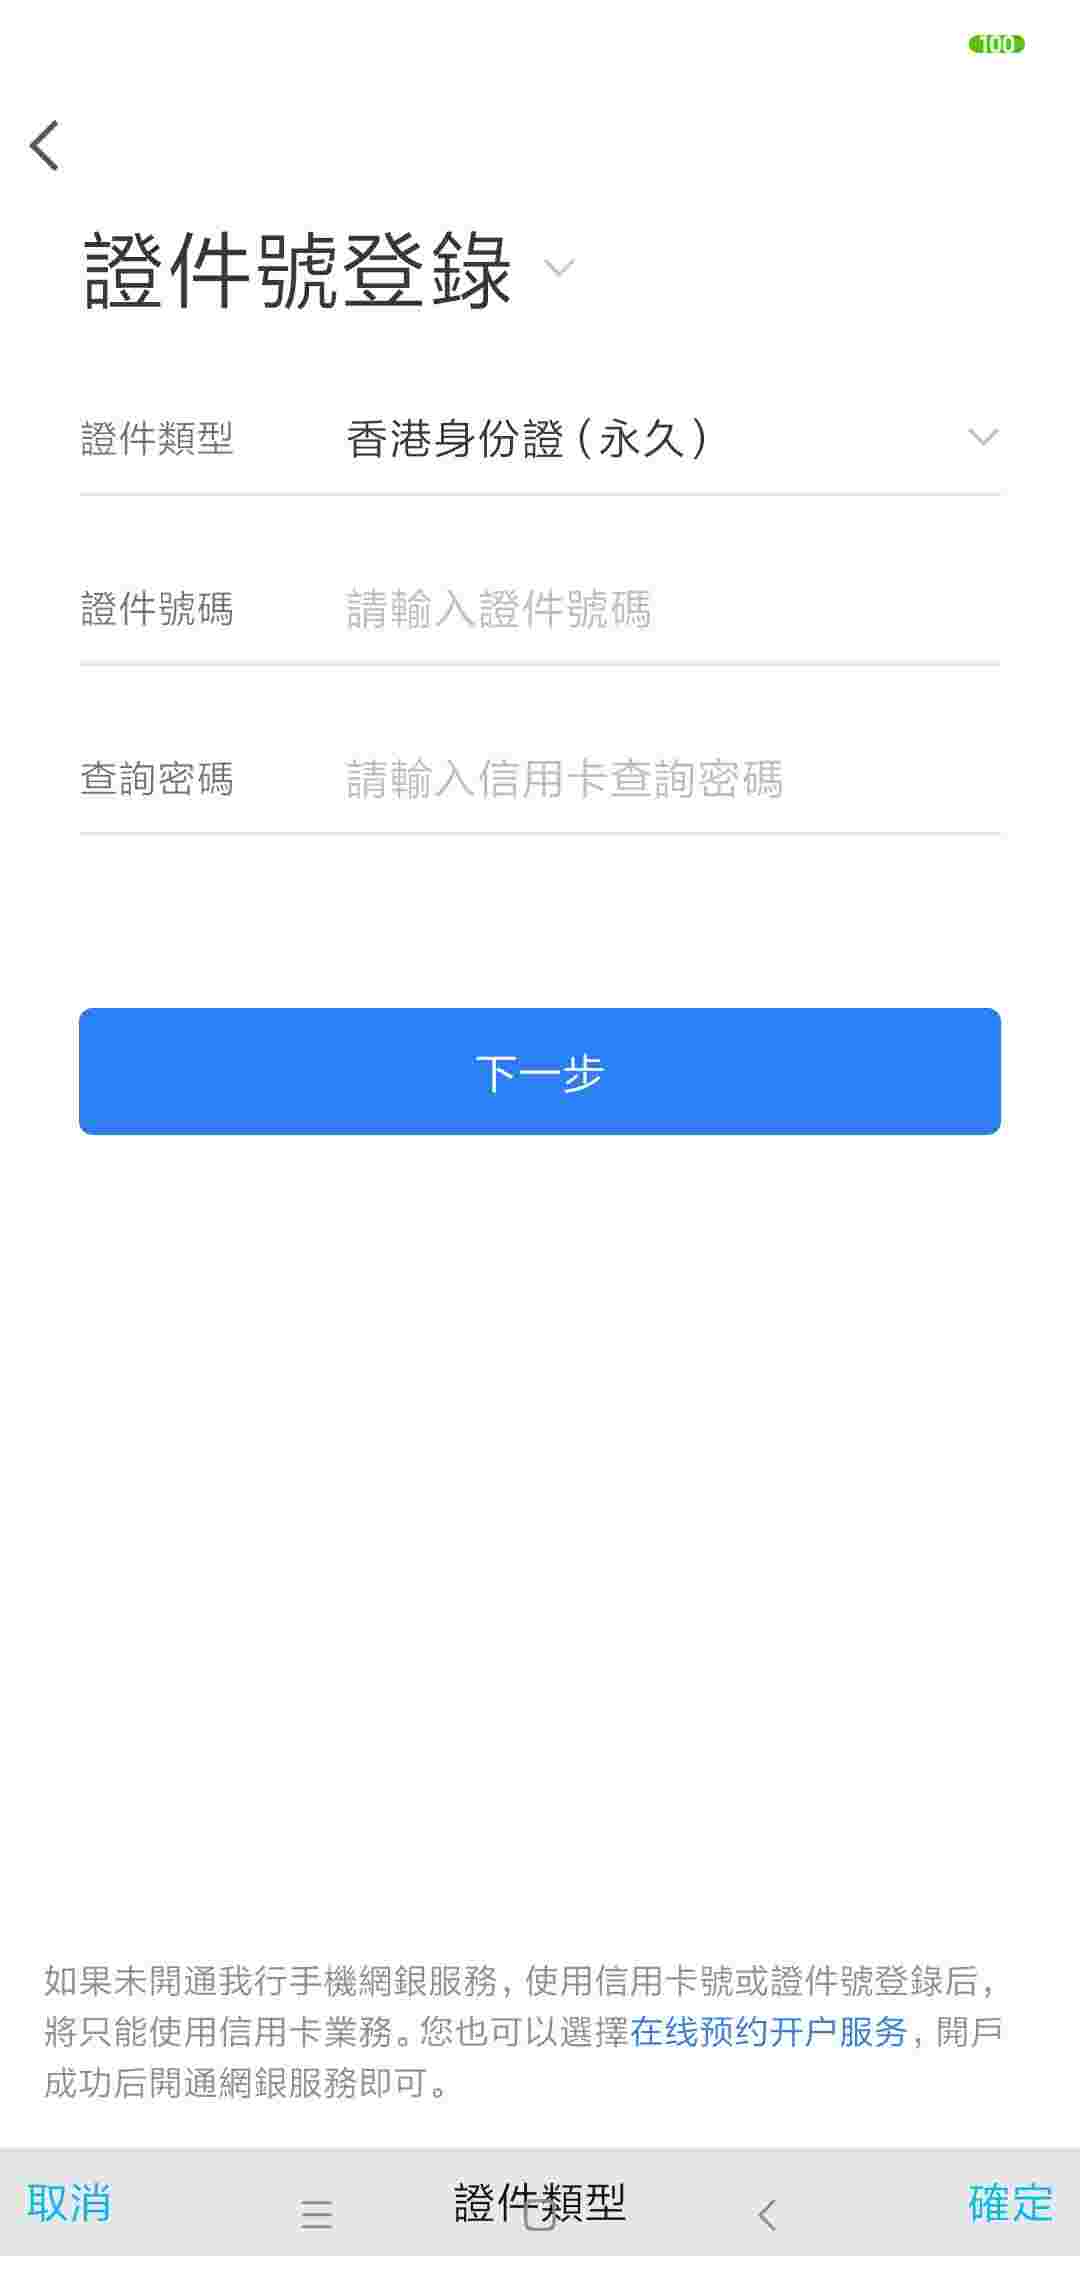 100
證件號登錄
證件類型 香港身份證(永久)
證件號碼 請輸入證件號碼
查詢密碼 請輸入信用卡查詢密碼
下一步
如果未開通我行手機網銀服務,使用信用卡號或證件號登錄后,
將只能使用信用卡業務。您也可以選擇在线预约开户服务,開戶
成功后開通網銀服務即可。
取消 證件類型 確定